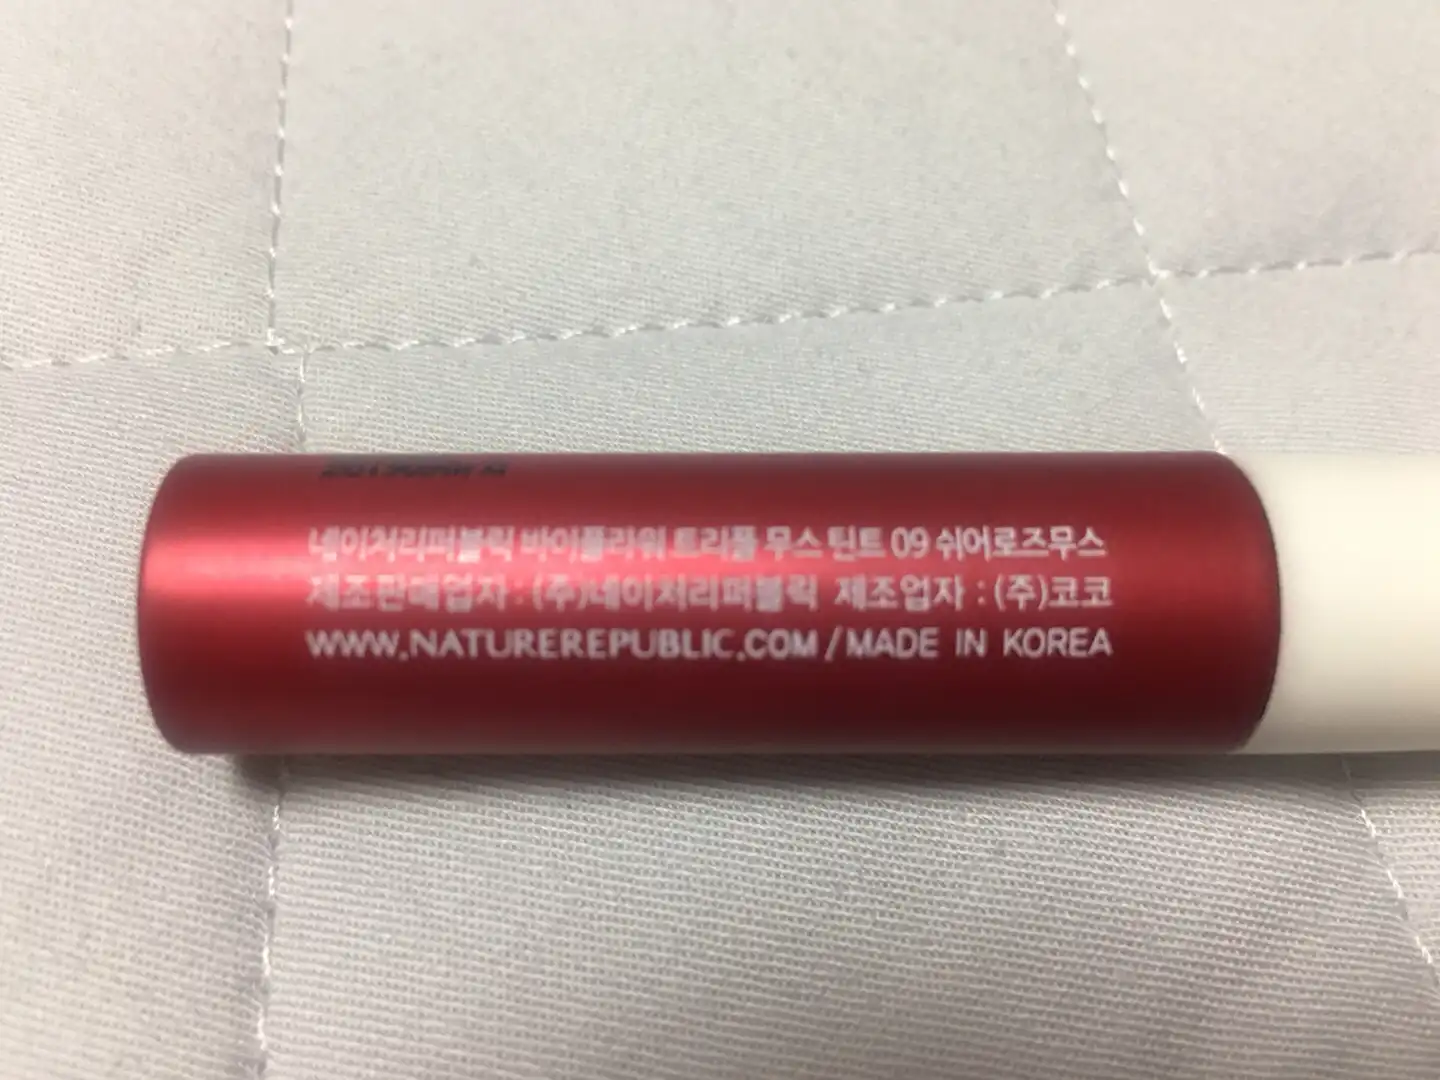 네이처리퍼블릭 바이플라워 트리플 무스 틴트 09 쉬어로즈무스
제조판매업자 : (주)네이처리퍼블릭 제조업자 : (주)코코
WWW.NATUREREPUBLIC.COM / MADE IN KOREA